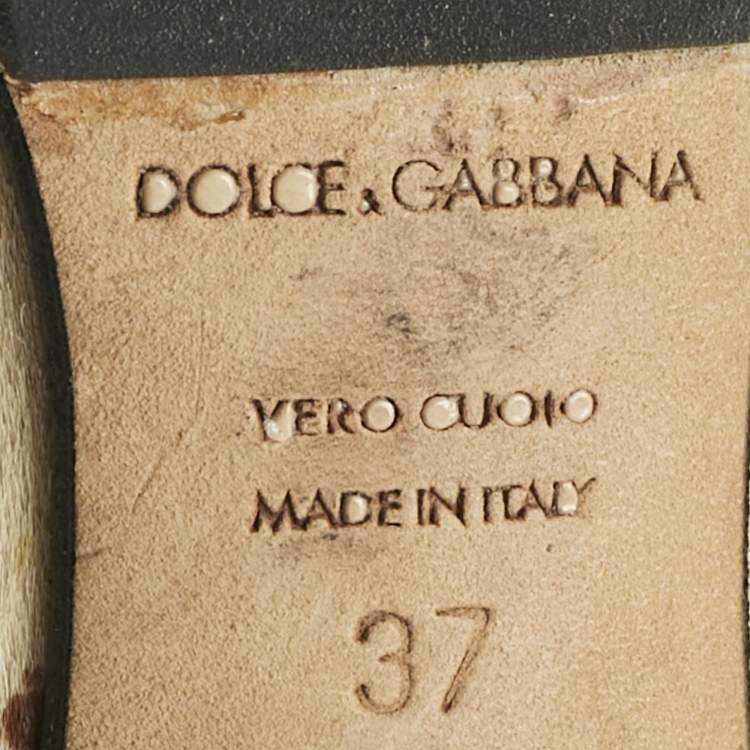 DOLCE & GABBANA
VERO CUOIO
MADE IN ITALY
37